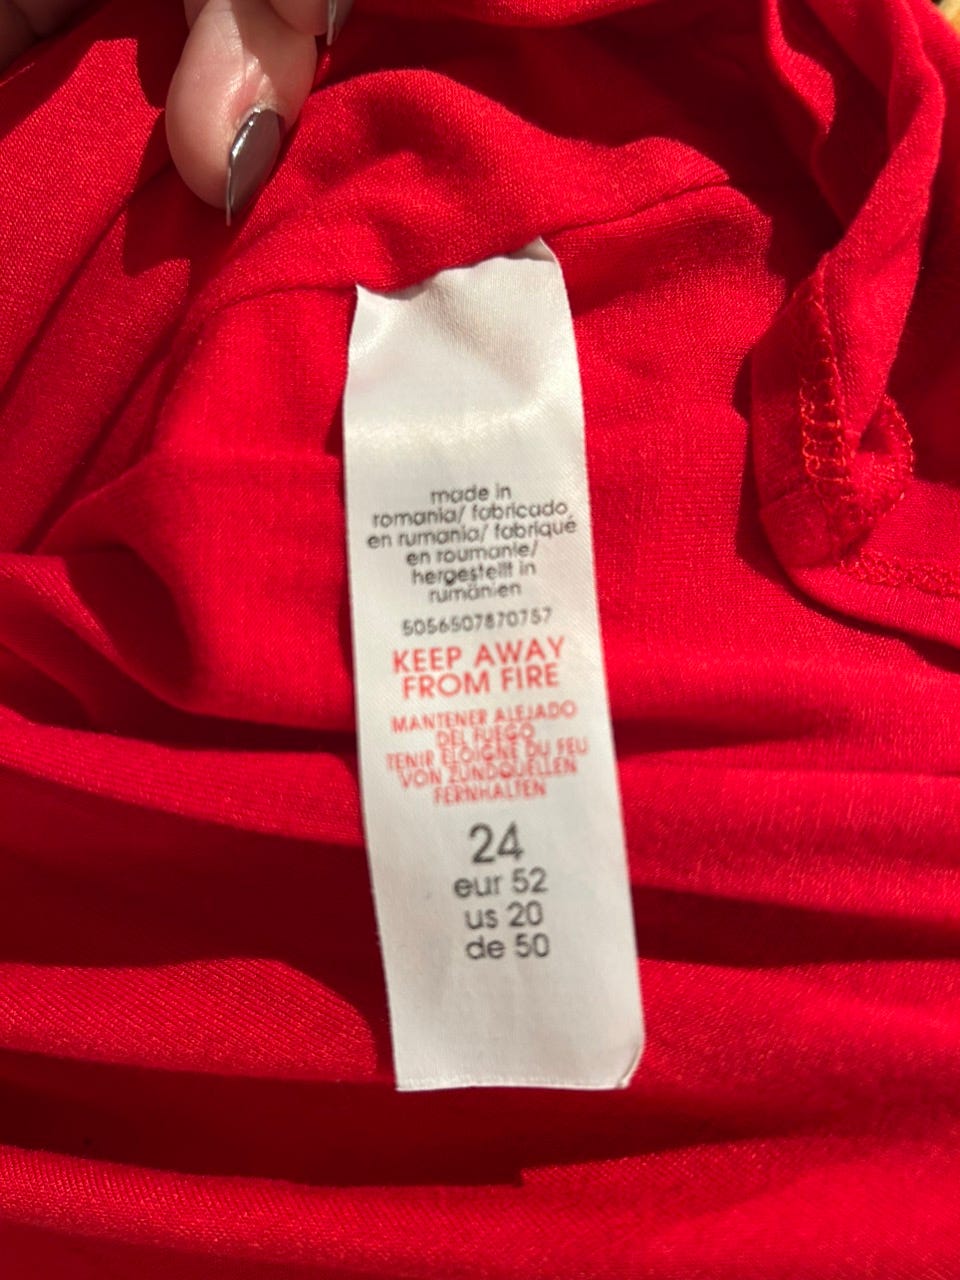 made in
romania/ fabricado
en rumania/ fabriqué
en roumanie/
hergestellt in
rumänien
5056507870757
KEEP AWAY
FROM FIRE
MANTENER ALEJADO
DEL FUEGO
TENIR ÉLOIGNÉ DU FEU
VON ZÜNDQUELLEN
FERNHALTEN
24
eur 52
us 20
de 50